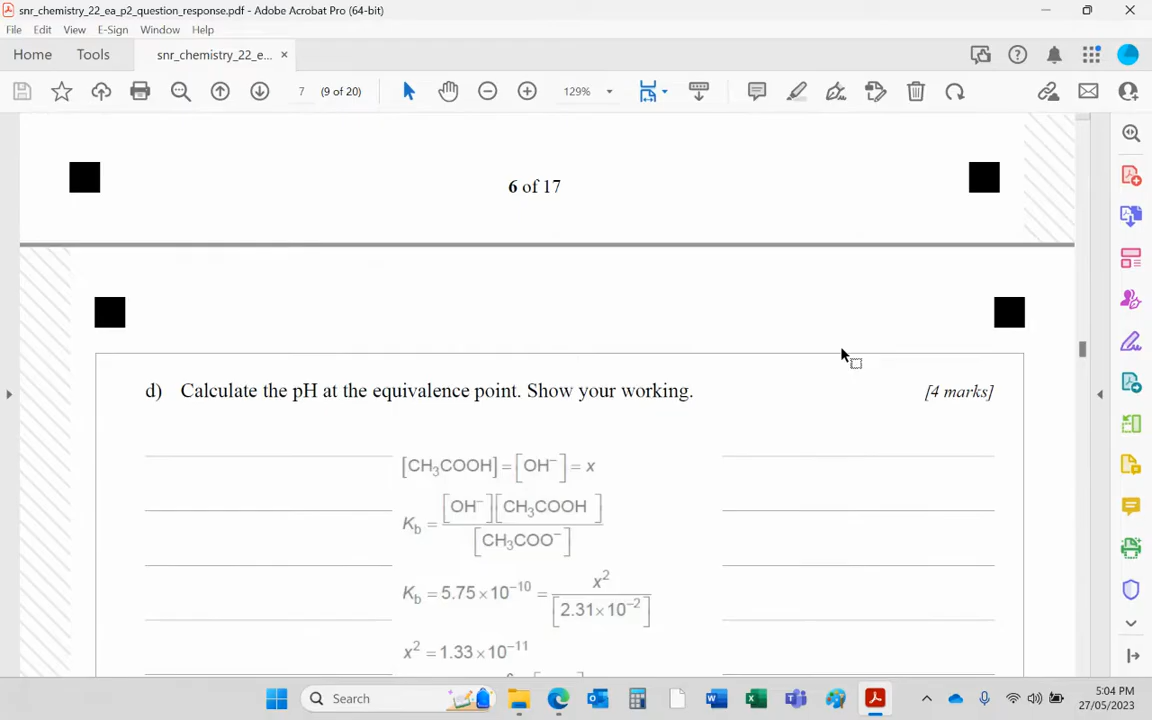 snr_chemistry_22_ea_p2_question_response.pdf - Adobe Acrobat Pro (64-bit)
File Edit View E-Sign Window Help
Home Tools snr_chemistry_22_e... ×
7 (9 of 20) 129%
6 of 17
d) Calculate the pH at the equivalence point. Show your working. [4 marks]
[CH₃COOH] = [OH⁻] = x
K_b = [OH⁻][CH₃COOH] / [CH₃COO⁻]
K_b = 5.75×10⁻¹⁰ = x² / [2.31×10⁻²]
x² = 1.33×10⁻¹¹
Search
5:04 PM
27/05/2023